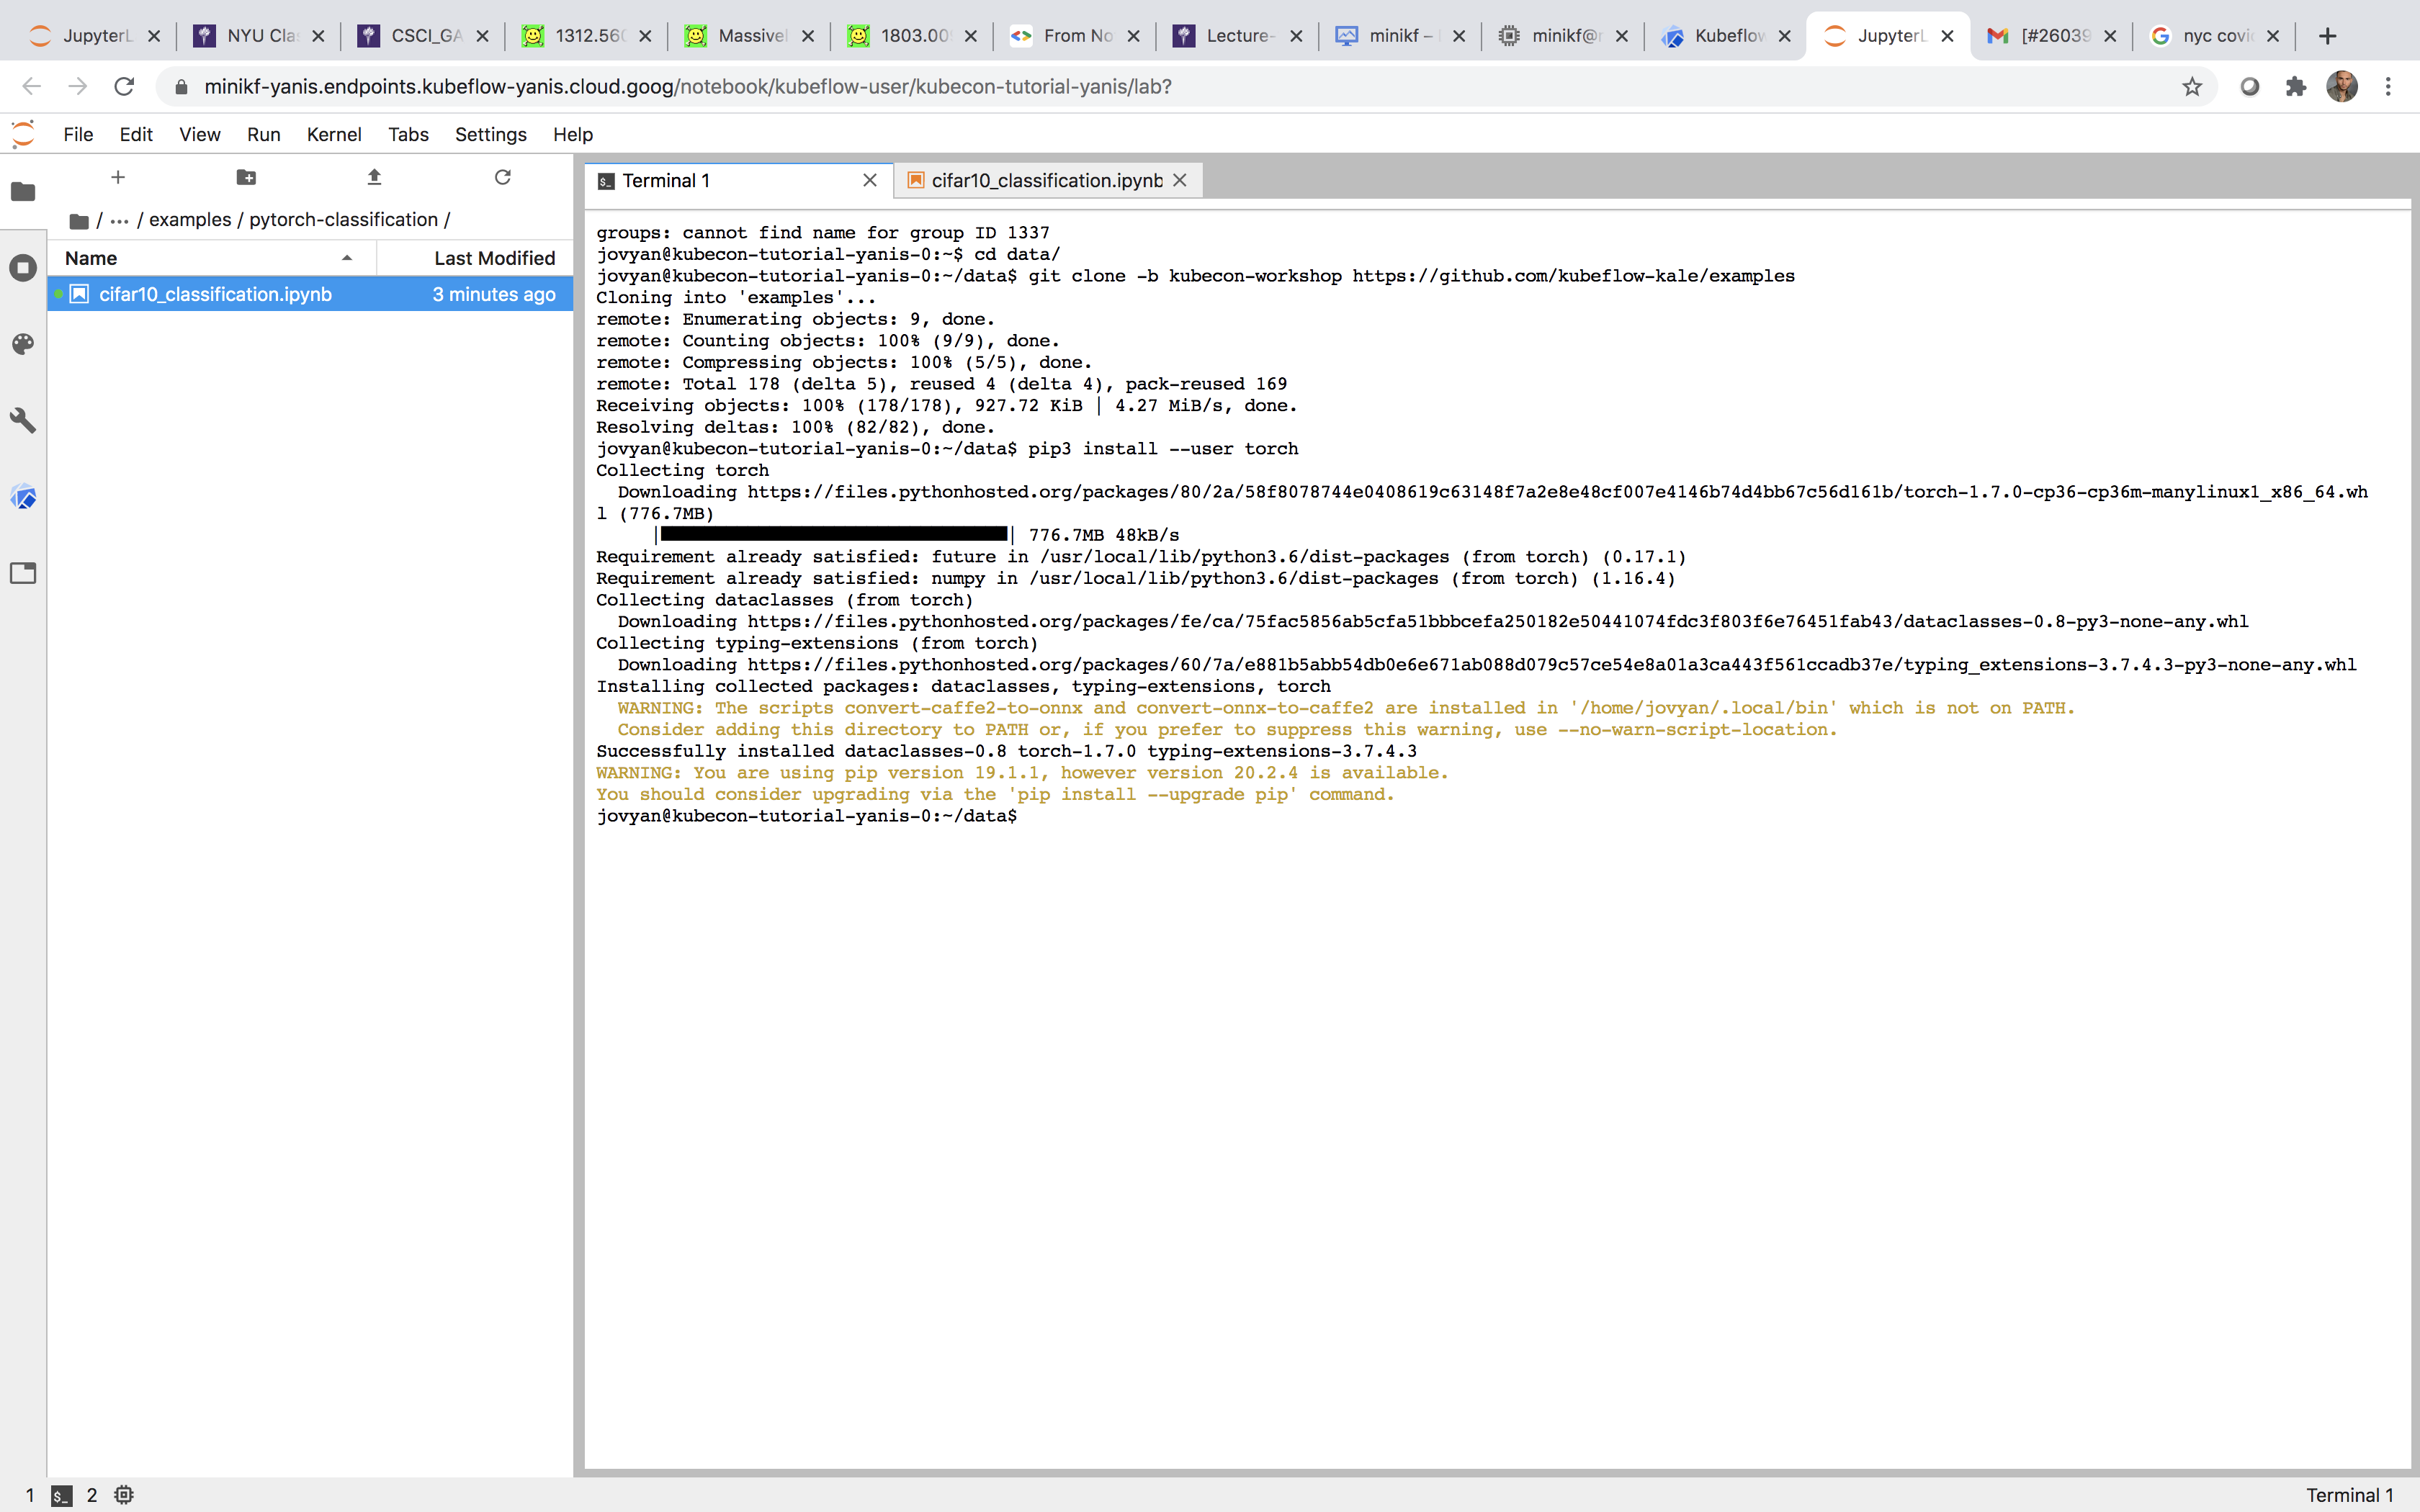 JupyterL
NYU Clas
CSCI_GA
1312.560
Massivel
1803.00
From No
Lecture-
minikf –
minikf@
Kubeflow
JupyterL
[#26039
nyc covi
minikf-yanis.endpoints.kubeflow-yanis.cloud.goog/notebook/kubeflow-user/kubecon-tutorial-yanis/lab?
File Edit View Run Kernel Tabs Settings Help
/ ··· / examples / pytorch-classification /
Name Last Modified
cifar10_classification.ipynb 3 minutes ago
Terminal 1
cifar10_classification.ipynb
groups: cannot find name for group ID 1337
jovyan@kubecon-tutorial-yanis-0:~$ cd data/
jovyan@kubecon-tutorial-yanis-0:~/data$ git clone -b kubecon-workshop https://github.com/kubeflow-kale/examples
Cloning into 'examples'...
remote: Enumerating objects: 9, done.
remote: Counting objects: 100% (9/9), done.
remote: Compressing objects: 100% (5/5), done.
remote: Total 178 (delta 5), reused 4 (delta 4), pack-reused 169
Receiving objects: 100% (178/178), 927.72 KiB | 4.27 MiB/s, done.
Resolving deltas: 100% (82/82), done.
jovyan@kubecon-tutorial-yanis-0:~/data$ pip3 install --user torch
Collecting torch
Downloading https://files.pythonhosted.org/packages/80/2a/58f8078744e0408619c63148f7a2e8e48cf007e4146b74d4bb67c56d161b/torch-1.7.0-cp36-cp36m-manylinux1_x86_64.wh
l (776.7MB)
|████████████████████████████████| 776.7MB 48kB/s
Requirement already satisfied: future in /usr/local/lib/python3.6/dist-packages (from torch) (0.17.1)
Requirement already satisfied: numpy in /usr/local/lib/python3.6/dist-packages (from torch) (1.16.4)
Collecting dataclasses (from torch)
Downloading https://files.pythonhosted.org/packages/fe/ca/75fac5856ab5cfa51bbbcefa250182e50441074fdc3f803f6e76451fab43/dataclasses-0.8-py3-none-any.whl
Collecting typing-extensions (from torch)
Downloading https://files.pythonhosted.org/packages/60/7a/e881b5abb54db0e6e671ab088d079c57ce54e8a01a3ca443f561ccadb37e/typing_extensions-3.7.4.3-py3-none-any.whl
Installing collected packages: dataclasses, typing-extensions, torch
WARNING: The scripts convert-caffe2-to-onnx and convert-onnx-to-caffe2 are installed in '/home/jovyan/.local/bin' which is not on PATH.
Consider adding this directory to PATH or, if you prefer to suppress this warning, use --no-warn-script-location.
Successfully installed dataclasses-0.8 torch-1.7.0 typing-extensions-3.7.4.3
WARNING: You are using pip version 19.1.1, however version 20.2.4 is available.
You should consider upgrading via the 'pip install --upgrade pip' command.
jovyan@kubecon-tutorial-yanis-0:~/data$
1 $_ 2
Terminal 1